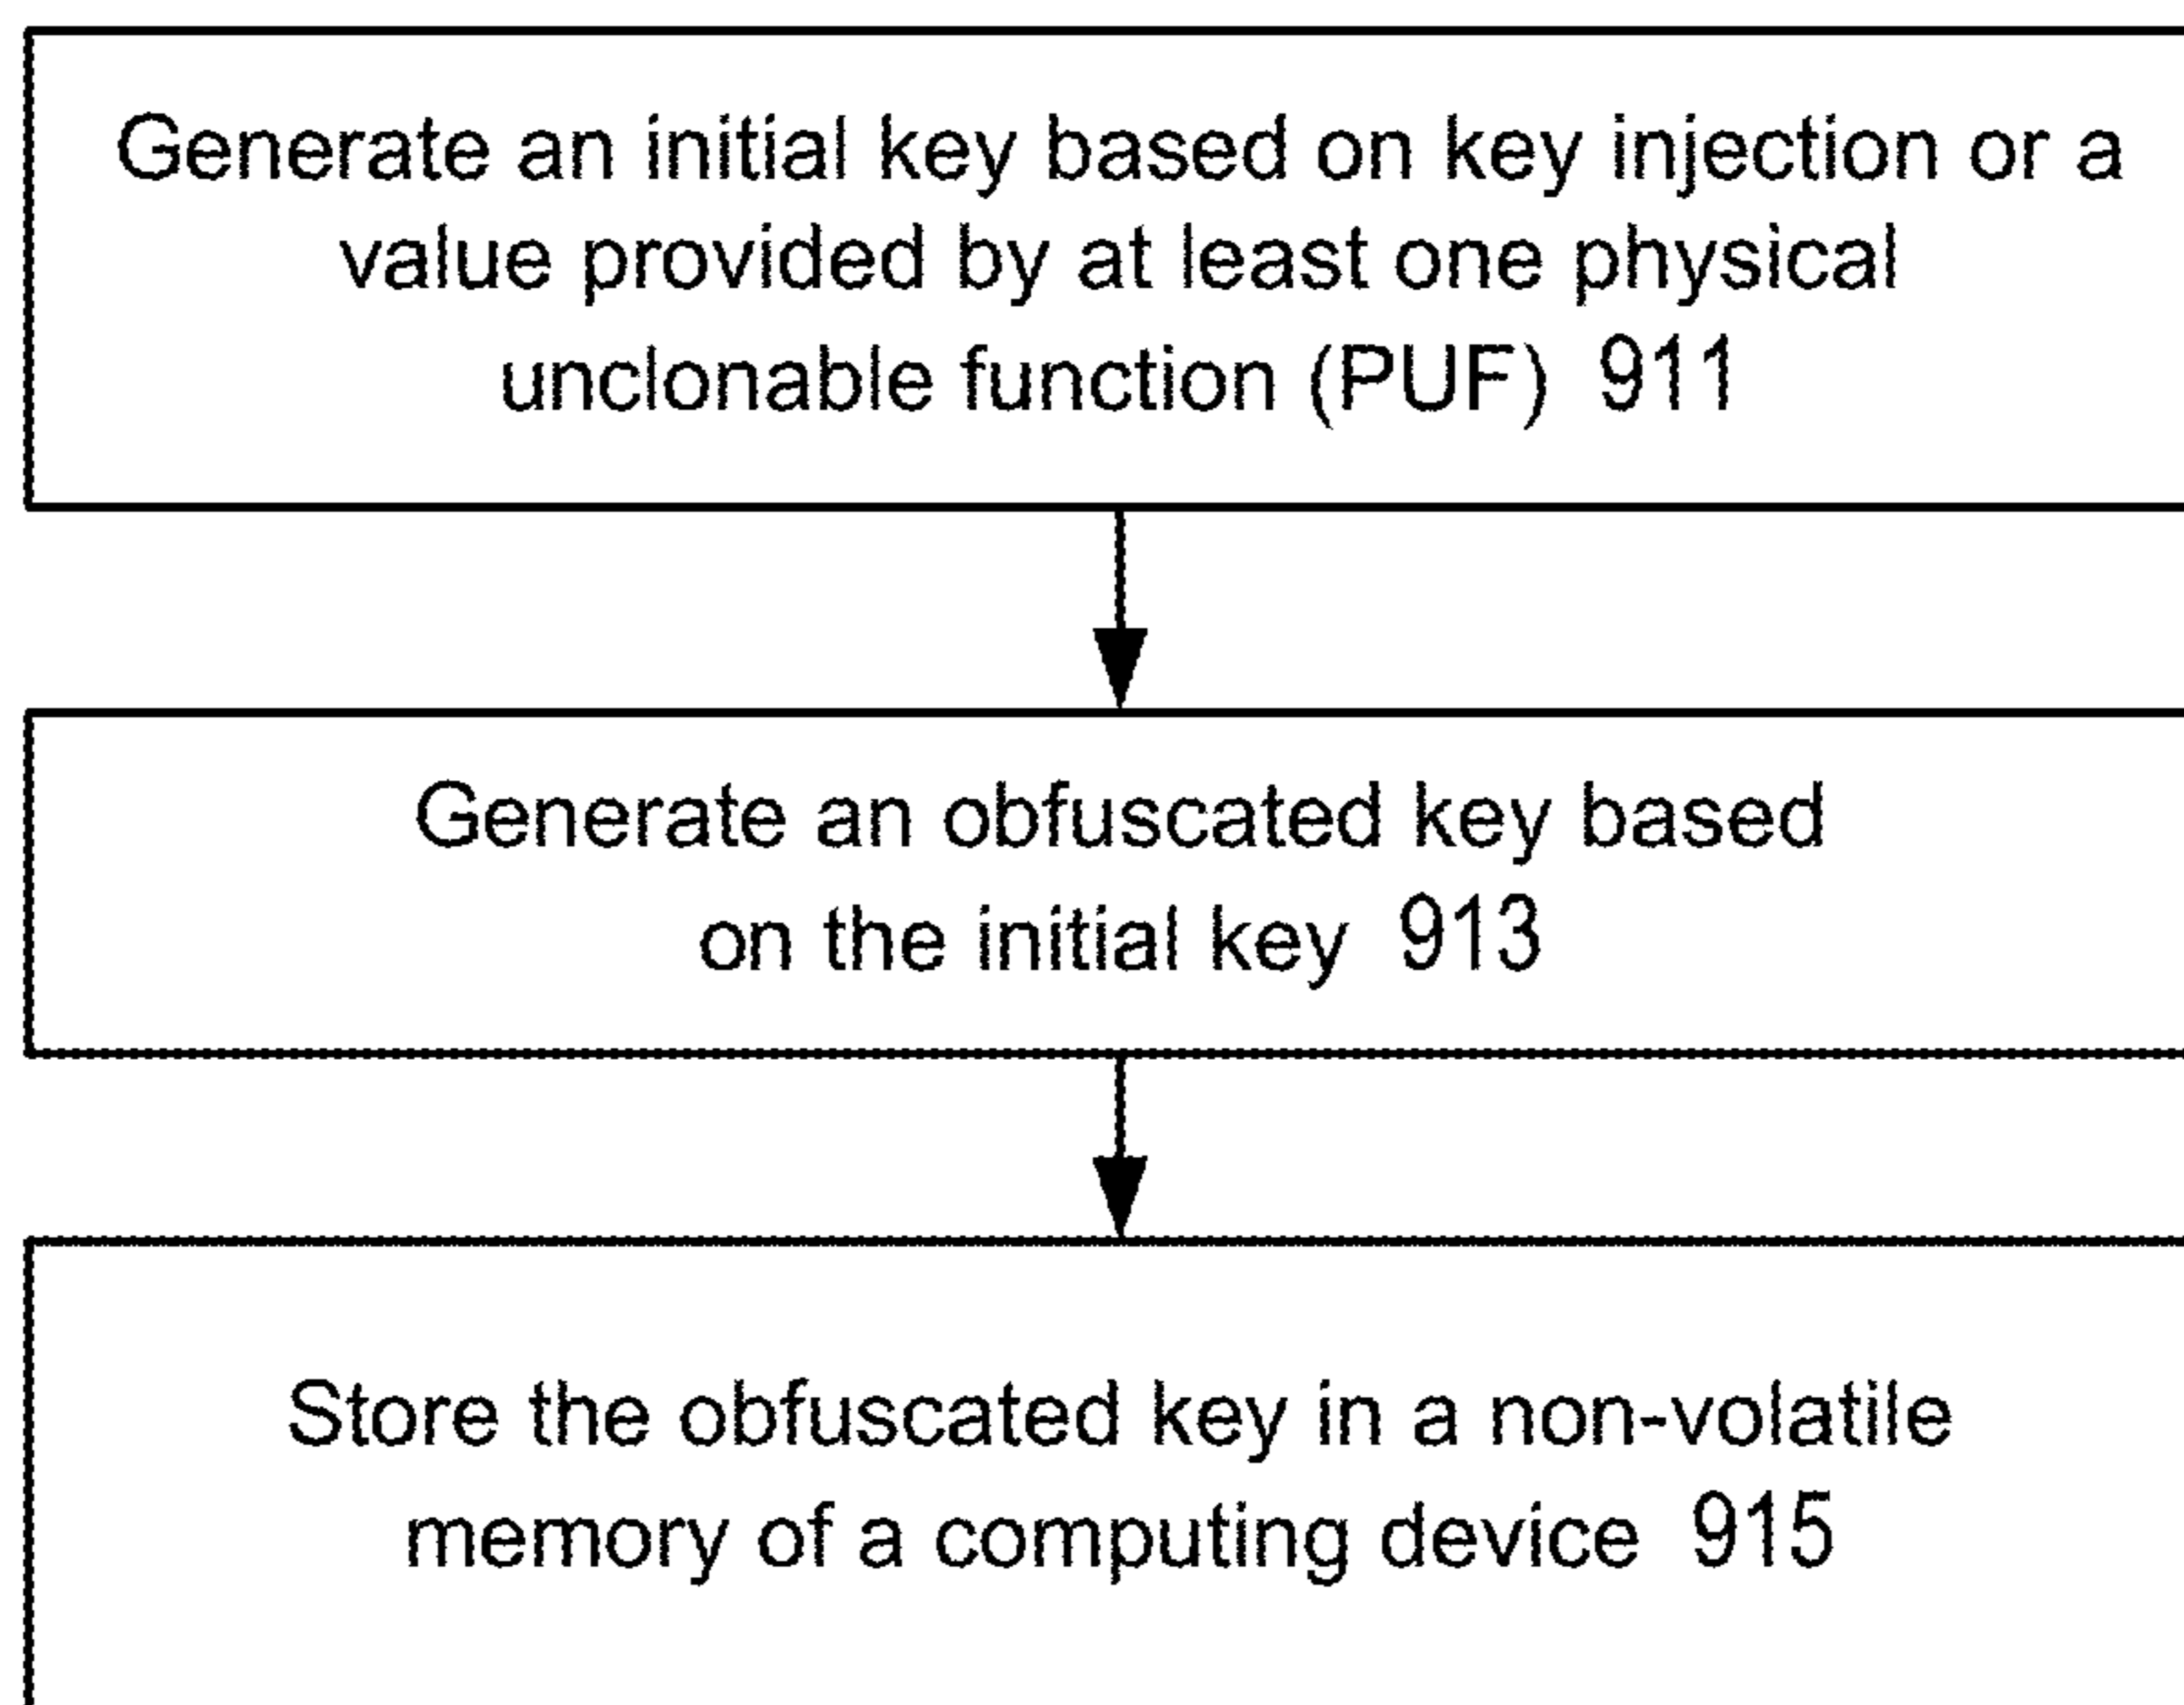 Generate an initial key based on key injection or a
value provided by at least one physical
unclonable function (PUF) 911
Generate an obfuscated key based
on the initial key 913
Store the obfuscated key in a non-volatile
memory of a computing device 915